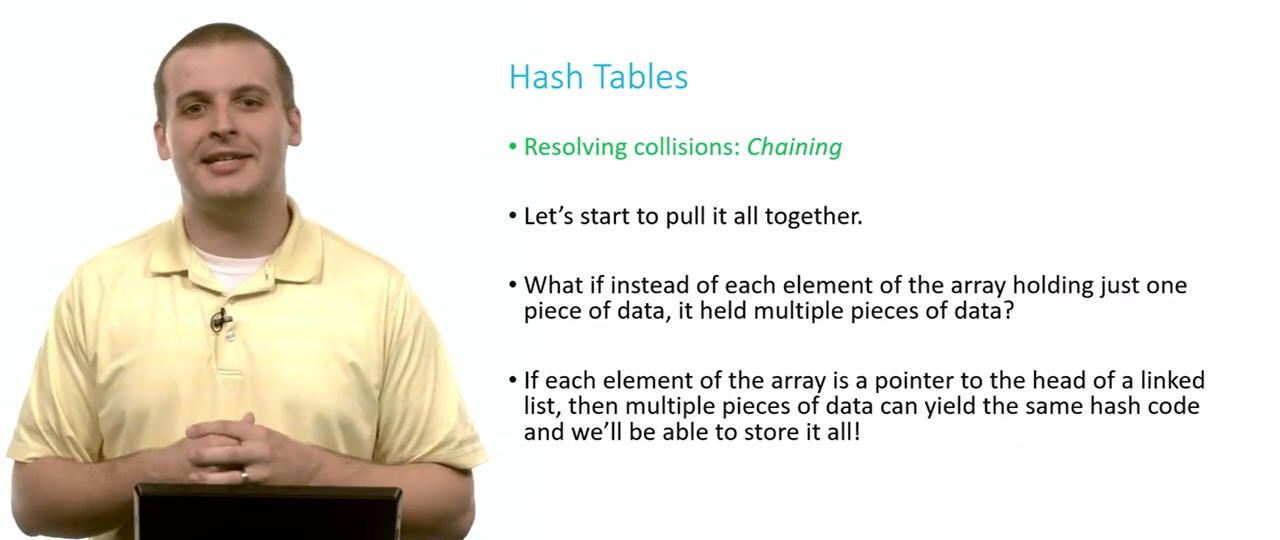 Hash Tables
• Resolving collisions: Chaining
• Let’s start to pull it all together.
• What if instead of each element of the array holding just one
piece of data, it held multiple pieces of data?
• If each element of the array is a pointer to the head of a linked
list, then multiple pieces of data can yield the same hash code
and we’ll be able to store it all!